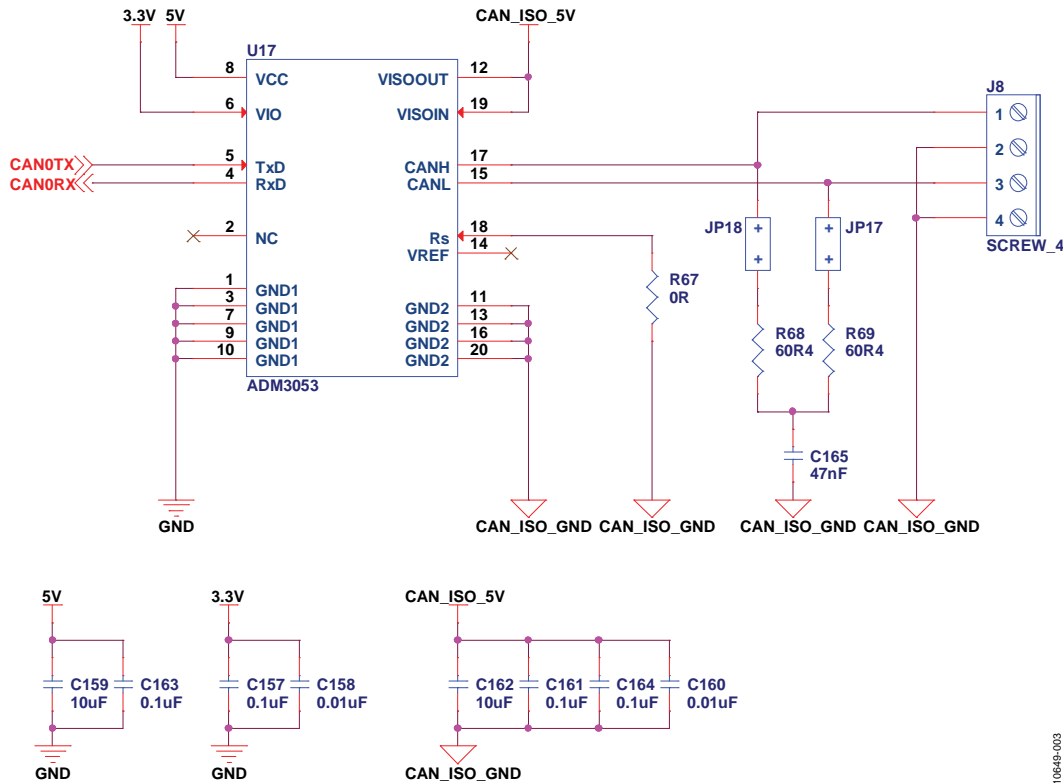 3.3V 5V
CAN_ISO_5V
U17
8 VCC
VISOOUT 12
6 VIO
VISOIN 19
CAN0TX
5 TxD
CANH 17
CAN0RX
4 RxD
CANL 15
2 NC
Rs 18
VREF 14
1 GND1
3 GND1
7 GND1
9 GND1
10 GND1
GND2 11
GND2 13
GND2 16
GND2 20
ADM3053
R67
0R
JP18
+
+
JP17
+
+
R68
60R4
R69
60R4
C165
47nF
J8
1
2
3
4
SCREW_4
GND
CAN_ISO_GND
CAN_ISO_GND
CAN_ISO_GND
CAN_ISO_GND
5V
C159
10uF
C163
0.1uF
GND
3.3V
C157
0.1uF
C158
0.01uF
GND
CAN_ISO_5V
C162
10uF
C161
0.1uF
C164
0.1uF
C160
0.01uF
CAN_ISO_GND
10649-003